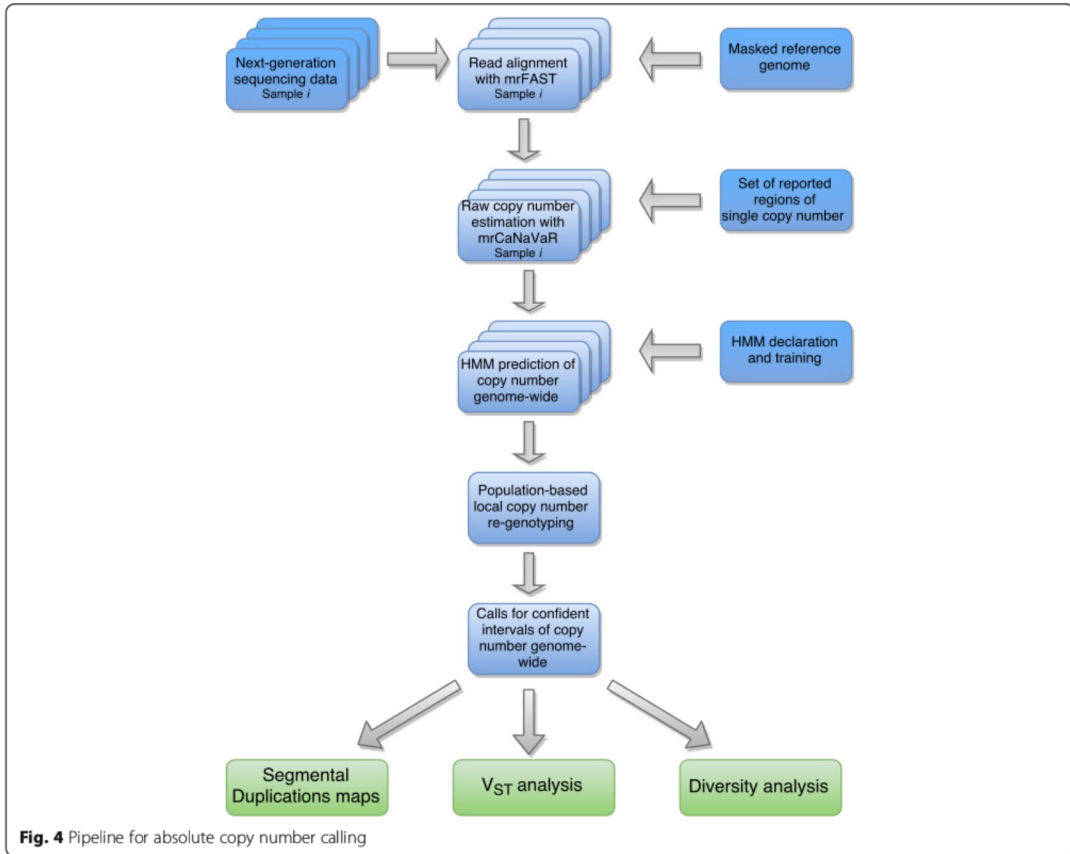 Next-generation
sequencing data
Sample i
Read alignment
with mrFAST
Sample i
Masked reference
genome
Raw copy number
estimation with
mrCaNaVaR
Sample i
Set of reported
regions of
single copy number
HMM prediction of
copy number
genome-wide
HMM declaration
and training
Population-based
local copy number
re-genotyping
Calls for confident
intervals of copy
number genome-
wide
Segmental
Duplications maps
VST analysis
Diversity analysis
Fig. 4 Pipeline for absolute copy number calling